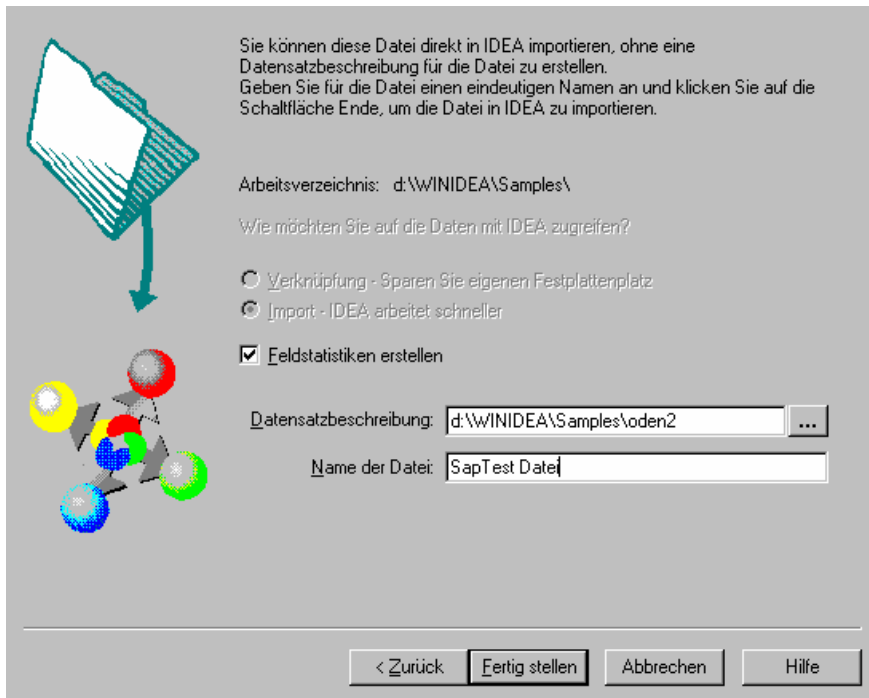 Sie können diese Datei direkt in IDEA importieren, ohne eine
Datensatzbeschreibung für die Datei zu erstellen.
Geben Sie für die Datei einen eindeutigen Namen an und klicken Sie auf die
Schaltfläche Ende, um die Datei in IDEA zu importieren.
Arbeitsverzeichnis: d:\WINIDEA\Samples\
Wie möchten Sie auf die Daten mit IDEA zugreifen?
Verknüpfung - Sparen Sie eigenen Festplattenplatz
Import - IDEA arbeitet schneller
Feldstatistiken erstellen
Datensatzbeschreibung: d:\WINIDEA\Samples\oden2 ...
Name der Datei: SapTest Datei
< Zurück Fertig stellen Abbrechen Hilfe